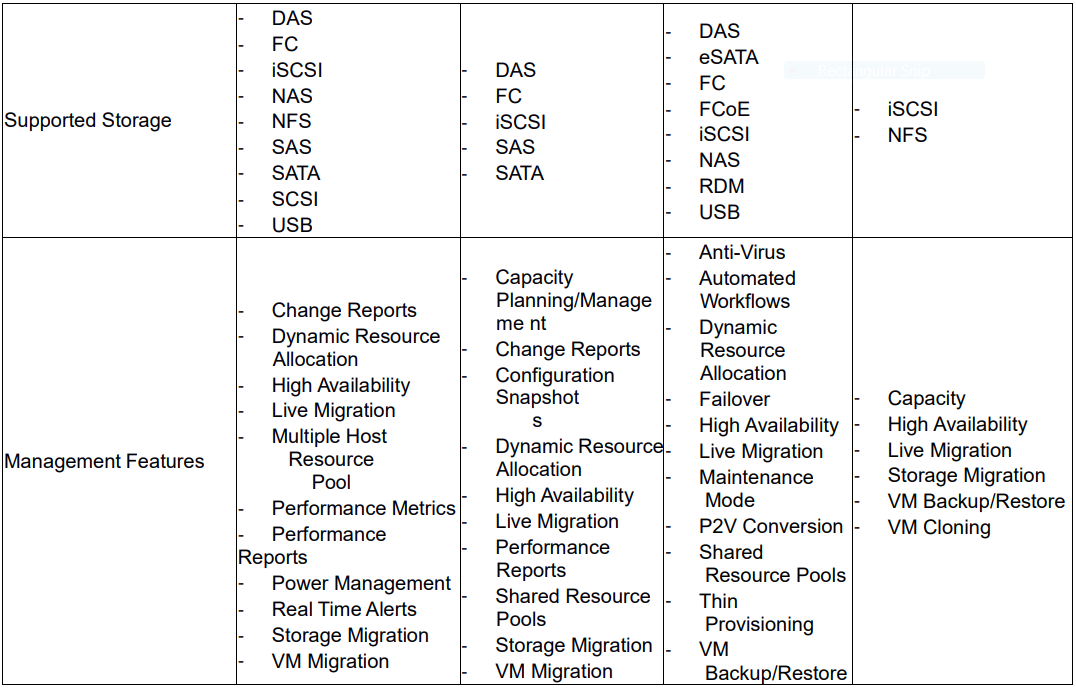 Supported Storage
- DAS
- FC
- iSCSI
- NAS
- NFS
- SAS
- SATA
- SCSI
- USB
- DAS
- FC
- iSCSI
- SAS
- SATA
- DAS
- eSATA
- FC
- FCoE
- iSCSI
- NAS
- RDM
- USB
- iSCSI
- NFS
Management Features
- Change Reports
- Dynamic Resource
Allocation
- High Availability
- Live Migration
- Multiple Host
Resource
Pool
- Performance Metrics
- Performance
Reports
- Power Management
- Real Time Alerts
- Storage Migration
- VM Migration
- Capacity
Planning/Manage
me nt
- Change Reports
- Configuration
Snapshot
s
- Dynamic Resource
Allocation
- High Availability
- Live Migration
- Performance
Reports
- Shared Resource
Pools
- Storage Migration
- VM Migration
- Anti-Virus
- Automated
Workflows
- Dynamic
Resource
Allocation
- Failover
- High Availability
- Live Migration
- Maintenance
Mode
- P2V Conversion
- Shared
Resource Pools
- Thin
Provisioning
- VM
Backup/Restore
- Capacity
- High Availability
- Live Migration
- Storage Migration
- VM Backup/Restore
- VM Cloning